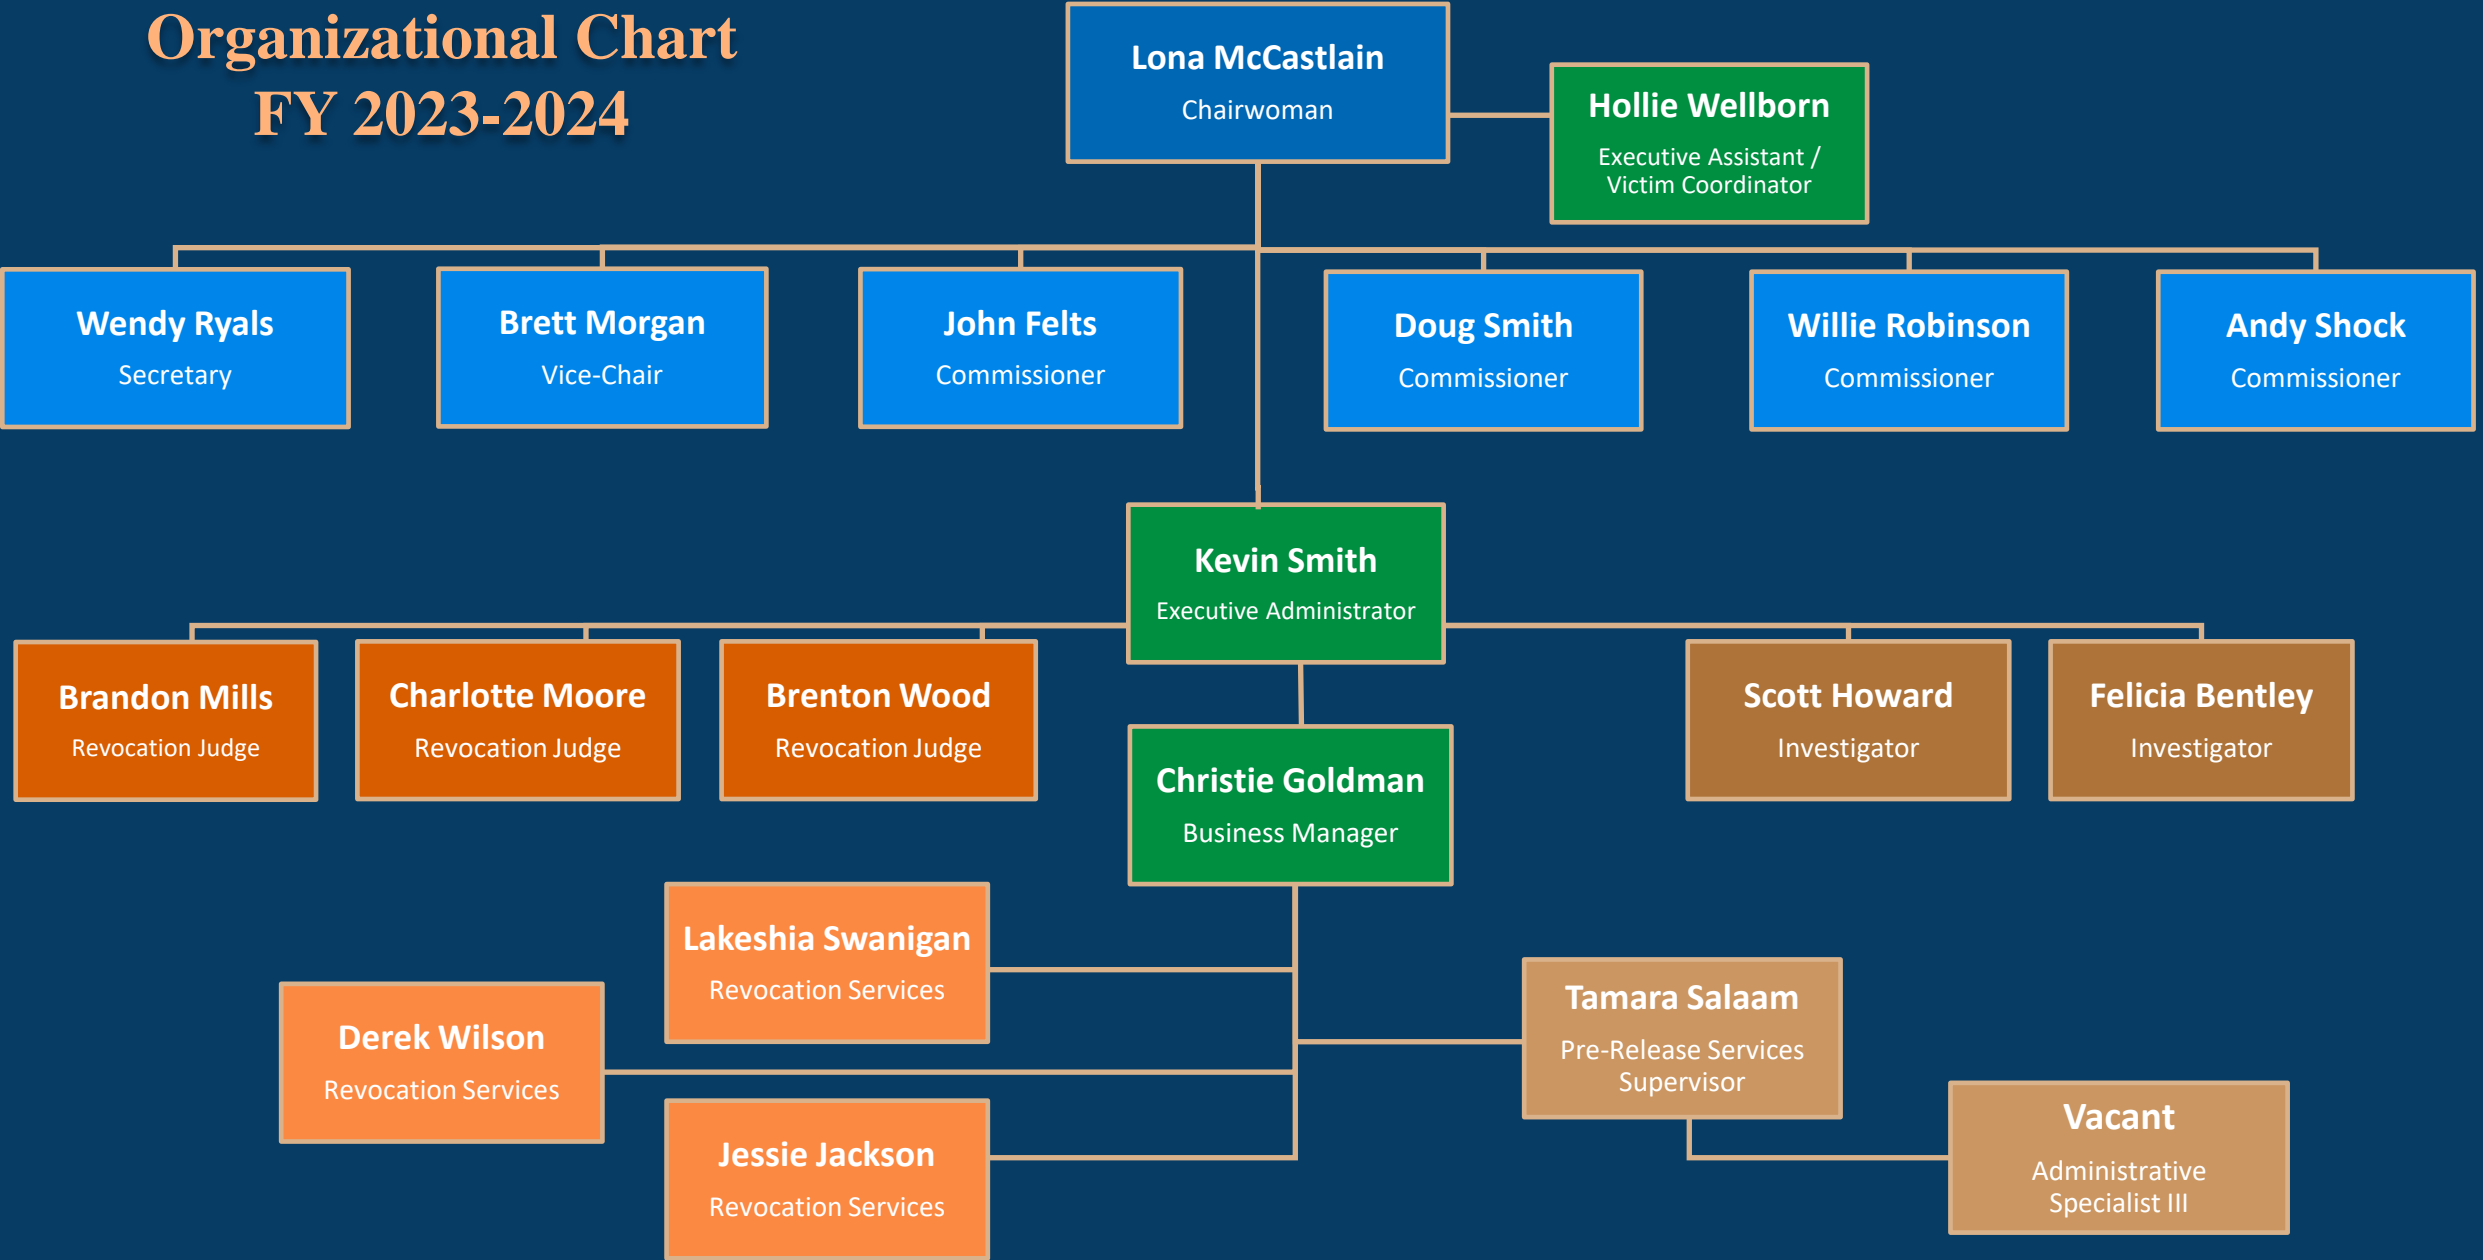 Organizational Chart
FY 2023-2024
Lona McCastlain
Chairwoman
Hollie Wellborn
Executive Assistant /
Victim Coordinator
Wendy Ryals
Secretary
Brett Morgan
Vice-Chair
John Felts
Commissioner
Doug Smith
Commissioner
Willie Robinson
Commissioner
Andy Shock
Commissioner
Kevin Smith
Executive Administrator
Brandon Mills
Revocation Judge
Charlotte Moore
Revocation Judge
Brenton Wood
Revocation Judge
Scott Howard
Investigator
Felicia Bentley
Investigator
Christie Goldman
Business Manager
Lakeshia Swanigan
Revocation Services
Derek Wilson
Revocation Services
Jessie Jackson
Revocation Services
Tamara Salaam
Pre-Release Services
Supervisor
Vacant
Administrative
Specialist III